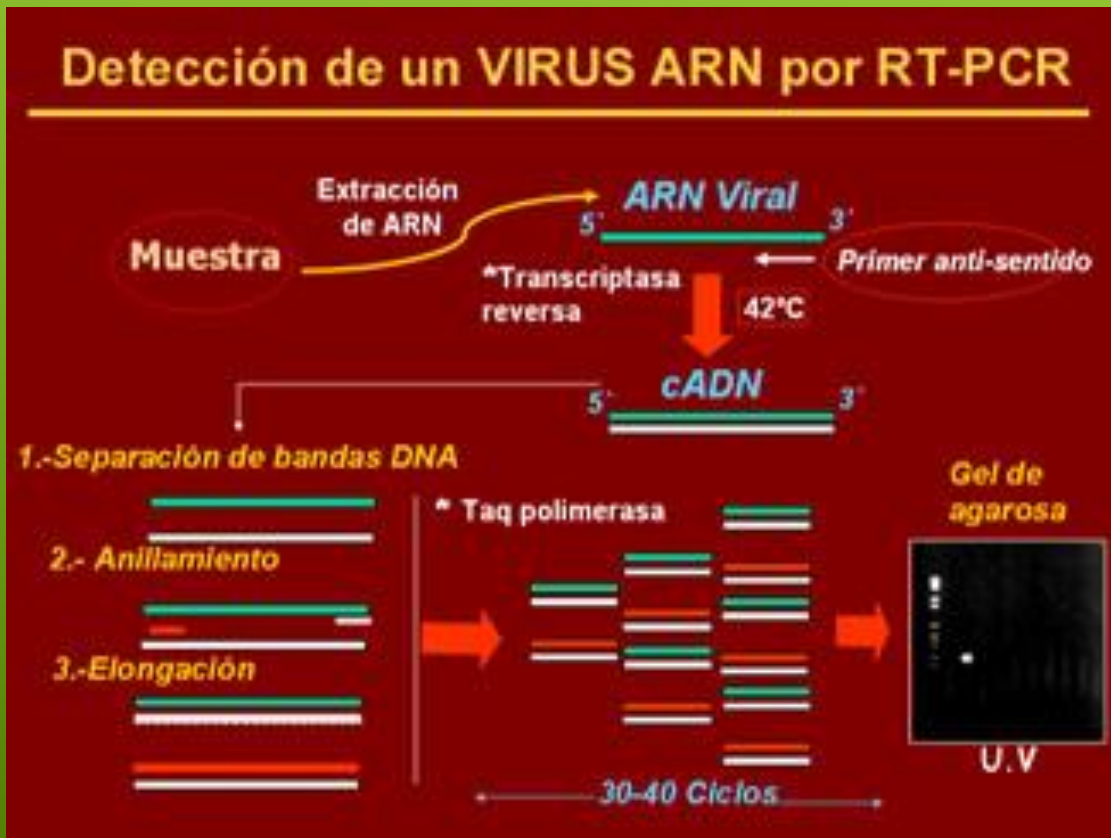 Detección de un VIRUS ARN por RT-PCR
Extracción
de ARN
ARN Viral
5´
3´
Muestra
Primer anti-sentido
*Transcriptasa
reversa
42°C
cADN
5´
3´
1.-Separación de bandas DNA
* Taq polimerasa
Gel de
agarosa
2.- Anillamiento
3.-Elongación
U.V
30-40 Ciclos